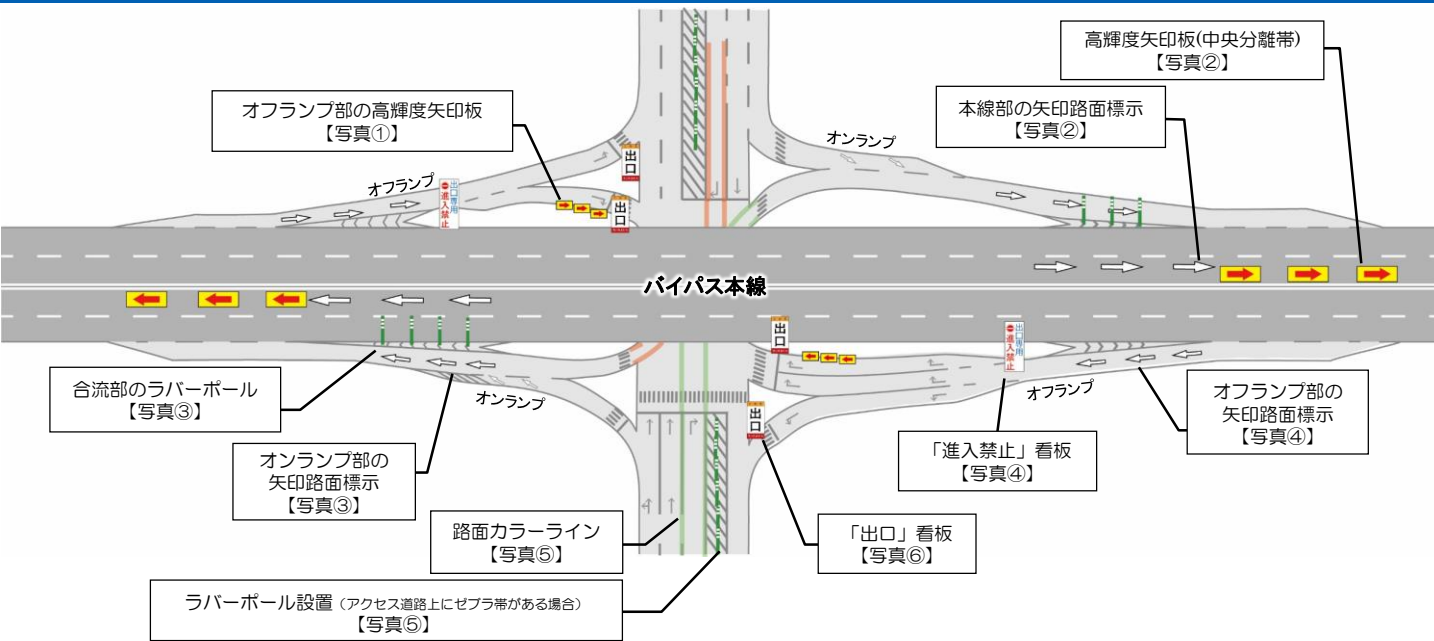 高輝度矢印板(中央分離帯)
【写真②】
オフランプ部の高輝度矢印板
【写真①】
本線部の矢印路面標示
【写真②】
オンランプ
オフランプ
出口
出口
出口専用
進入禁止
バイパス本線
出口
出口専用
進入禁止
合流部のラバーポール
【写真③】
オンランプ
オフランプ
オフランプ部の
矢印路面標示
【写真④】
出口
オンランプ部の
矢印路面標示
【写真③】
「進入禁止」看板
【写真④】
路面カラーライン
【写真⑤】
「出口」看板
【写真⑥】
ラバーポール設置（アクセス道路上にゼブラ帯がある場合）
【写真⑤】